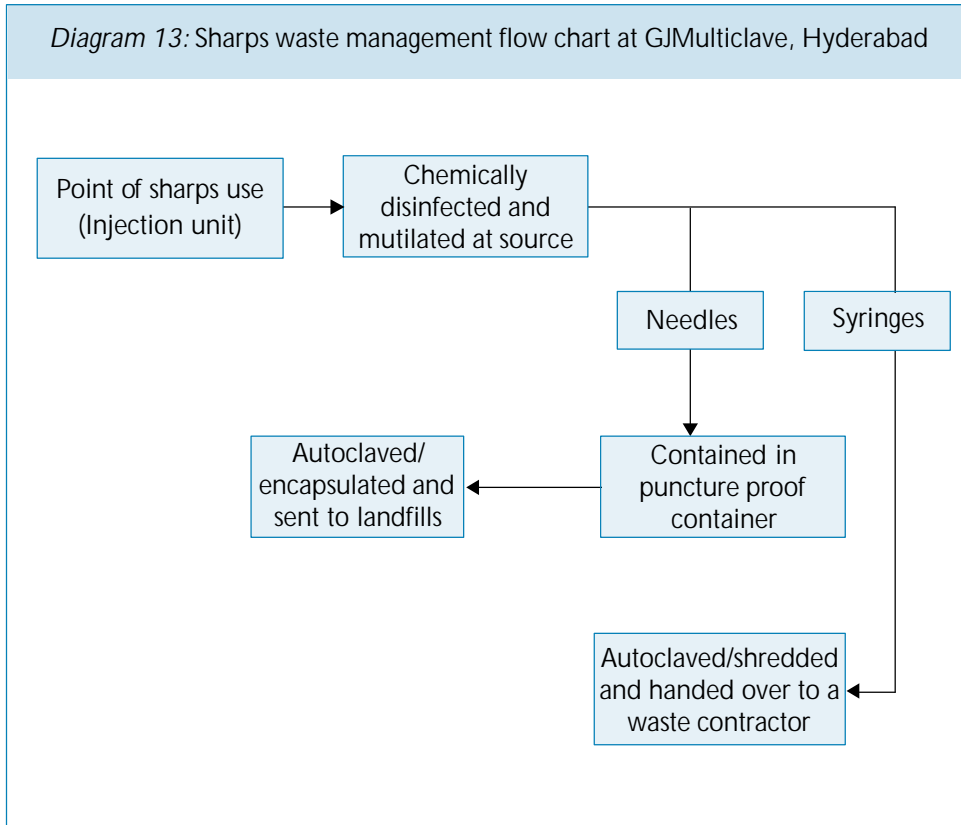 Diagram 13: Sharps waste management flow chart at GJMulticlave, Hyderabad
Point of sharps use
(Injection unit)
Chemically
disinfected and
mutilated at source
Needles
Syringes
Autoclaved/
encapsulated and
sent to landfills
Contained in
puncture proof
container
Autoclaved/shredded
and handed over to a
waste contractor